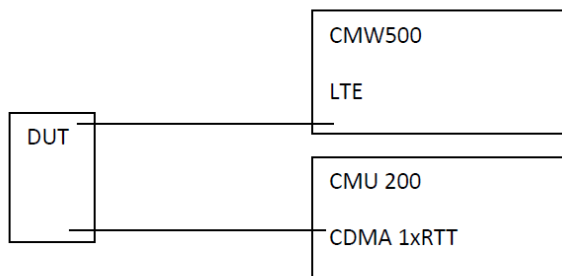 CMW500
LTE
DUT
CMU 200
CDMA 1xRTT